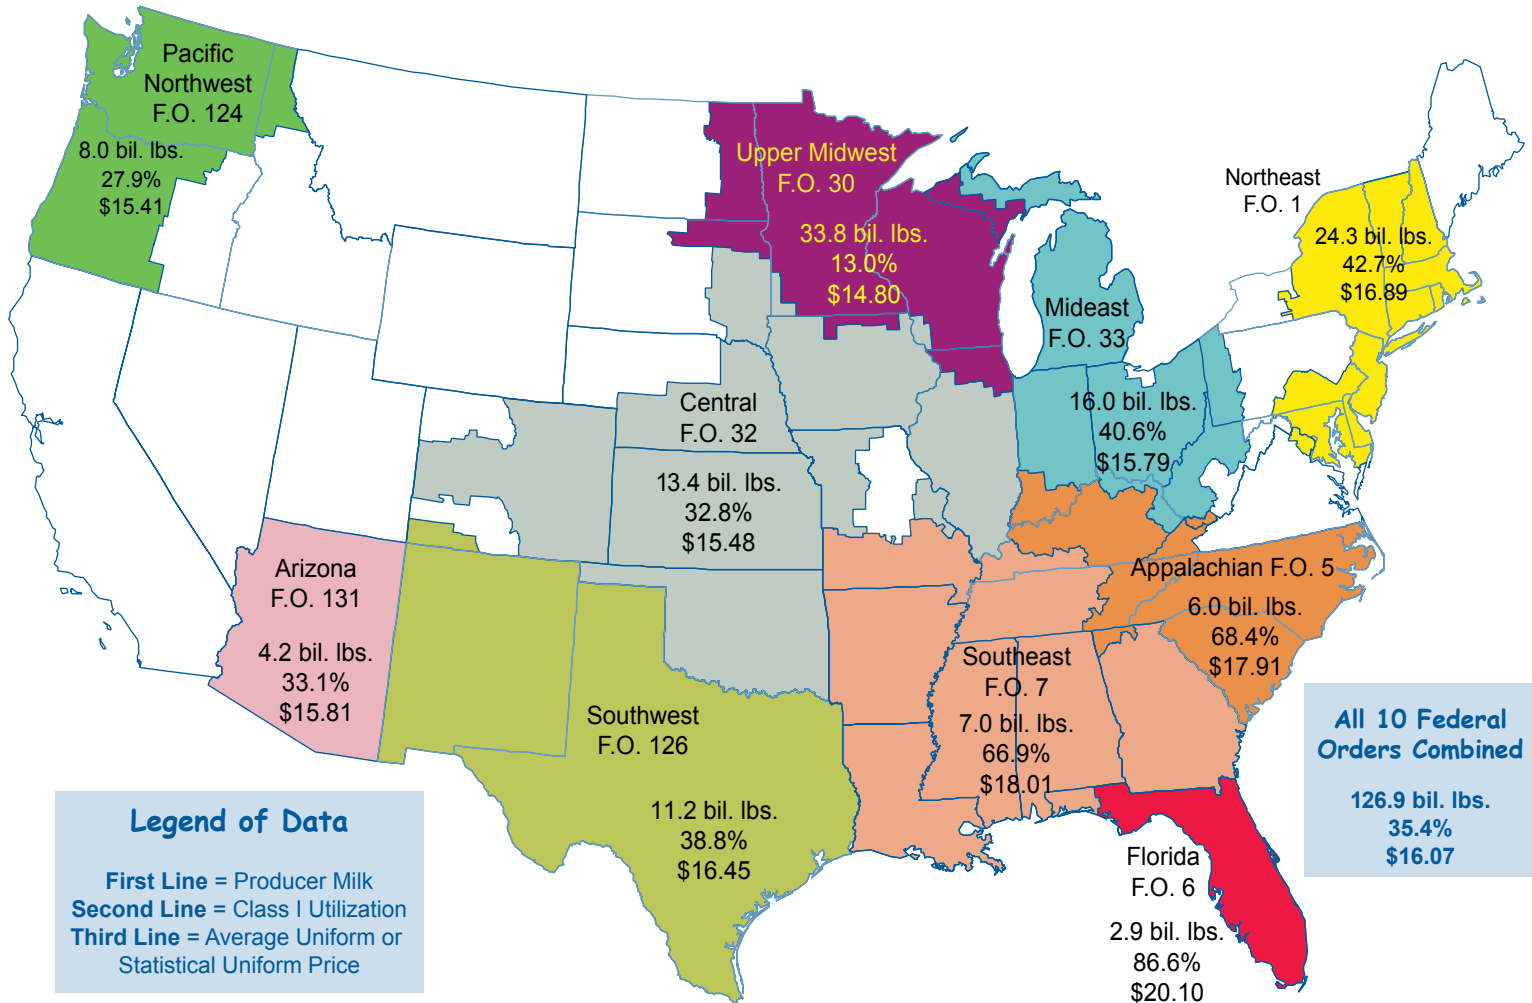 Pacific
Northwest
F.O. 124
8.0 bil. lbs.
27.9%
$15.41
Upper Midwest
F.O. 30
33.8 bil. lbs.
13.0%
$14.80
Northeast
F.O. 1
24.3 bil. lbs.
42.7%
$16.89
Mideast
F.O. 33
16.0 bil. lbs.
40.6%
$15.79
Central
F.O. 32
13.4 bil. lbs.
32.8%
$15.48
Arizona
F.O. 131
4.2 bil. lbs.
33.1%
$15.81
Appalachian F.O. 5
6.0 bil. lbs.
68.4%
$17.91
Southeast
F.O. 7
7.0 bil. lbs.
66.9%
$18.01
Southwest
F.O. 126
11.2 bil. lbs.
38.8%
$16.45
All 10 Federal
Orders Combined
126.9 bil. lbs.
35.4%
$16.07
Florida
F.O. 6
2.9 bil. lbs.
86.6%
$20.10
Legend of Data
First Line = Producer Milk
Second Line = Class I Utilization
Third Line = Average Uniform or
Statistical Uniform Price